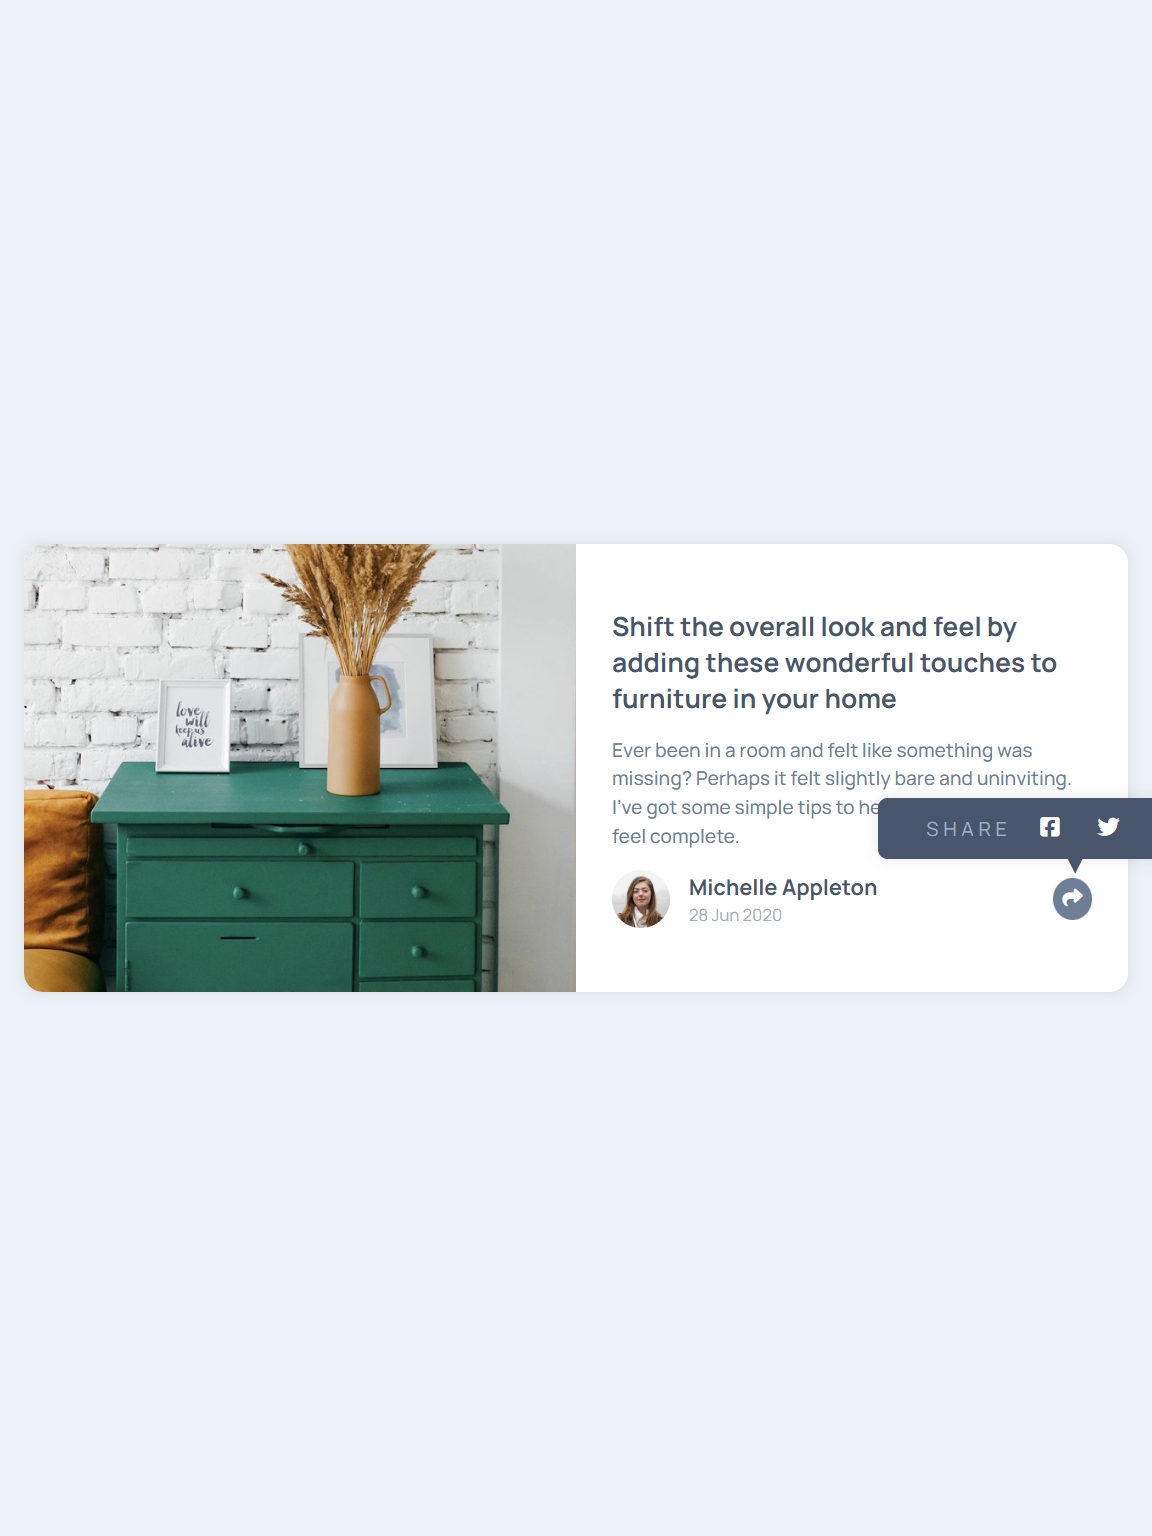 Shift the overall look and feel by
adding these wonderful touches to
furniture in your home
Ever been in a room and felt like something was
missing? Perhaps it felt slightly bare and uninviting.
I've got some simple tips to he
feel complete.
SHARE
Michelle Appleton
28 Jun 2020
love
will
keep us
alive